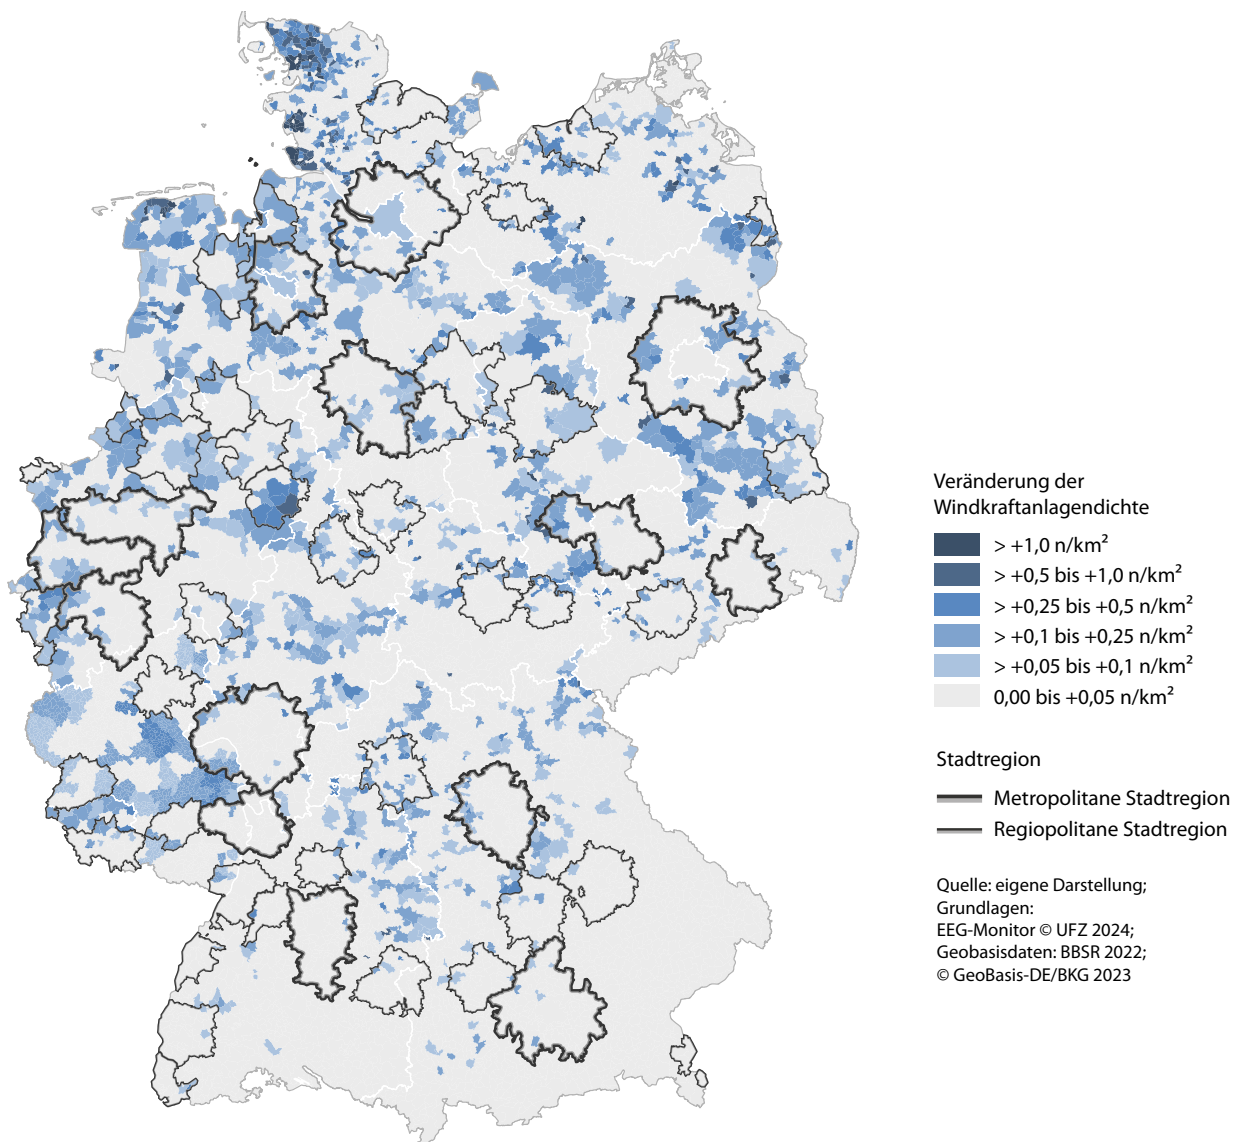 Veränderung der
Windkraftanlagendichte
> +1,0 n/km²
> +0,5 bis +1,0 n/km²
> +0,25 bis +0,5 n/km²
> +0,1 bis +0,25 n/km²
> +0,05 bis +0,1 n/km²
0,00 bis +0,05 n/km²
Stadtregion
Metropolitane Stadtregion
Regiopolitane Stadtregion
Quelle: eigene Darstellung;
Grundlagen:
EEG-Monitor © UFZ 2024;
Geobasisdaten: BBSR 2022;
© GeoBasis-DE/BKG 2023